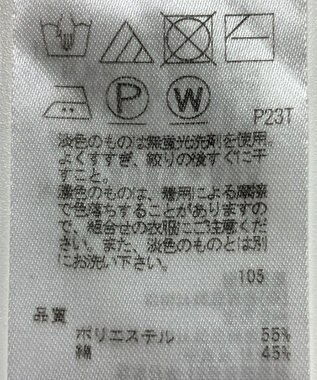 P W P23T
淡色のものは無蛍光洗剤を使用。
よくすすぎ、絞りの後すぐに干
すこと。
濃色のものは、着用による摩擦
で色落ちすることがありますの
で、組合せの衣服にご注意くだ
さい。また、淡色のものとは別
にお洗い下さい。
105
品質
ポリエステル 55%
綿 45%